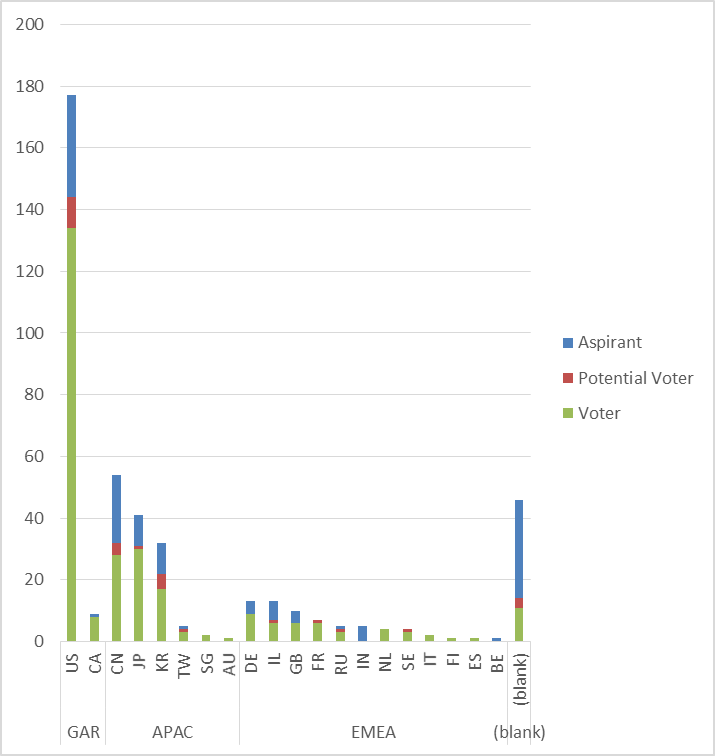 200
180
160
140
120
100
80
60
40
20
0
Aspirant
Potential Voter
Voter
US CA CN JP KR TW SG AU DE IL GB FR RU IN NL SE IT FI ES BE (blank)
GAR APAC EMEA (blank)